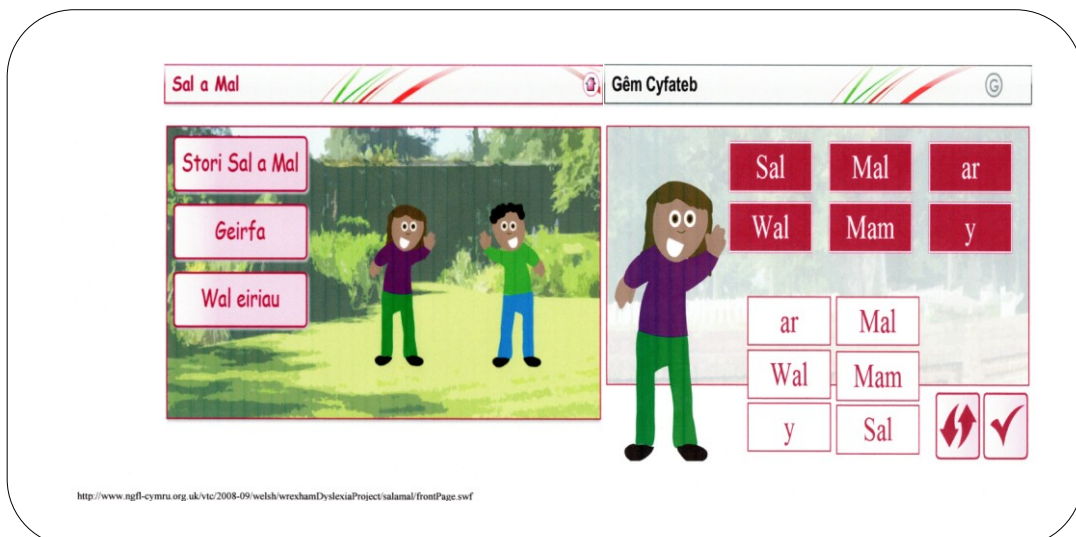 Sal a Mal
Stori Sal a Mal
Geirfa
Wal eiriau
Gêm Cyfateb
G
Sal Mal ar
Wal Mam y
ar Mal
Wal Mam
y Sal
http://www.ngfl-cymru.org.uk/vtc/2008-09/welsh/wrexhamDyslexiaProject/salamal/frontPage.swf